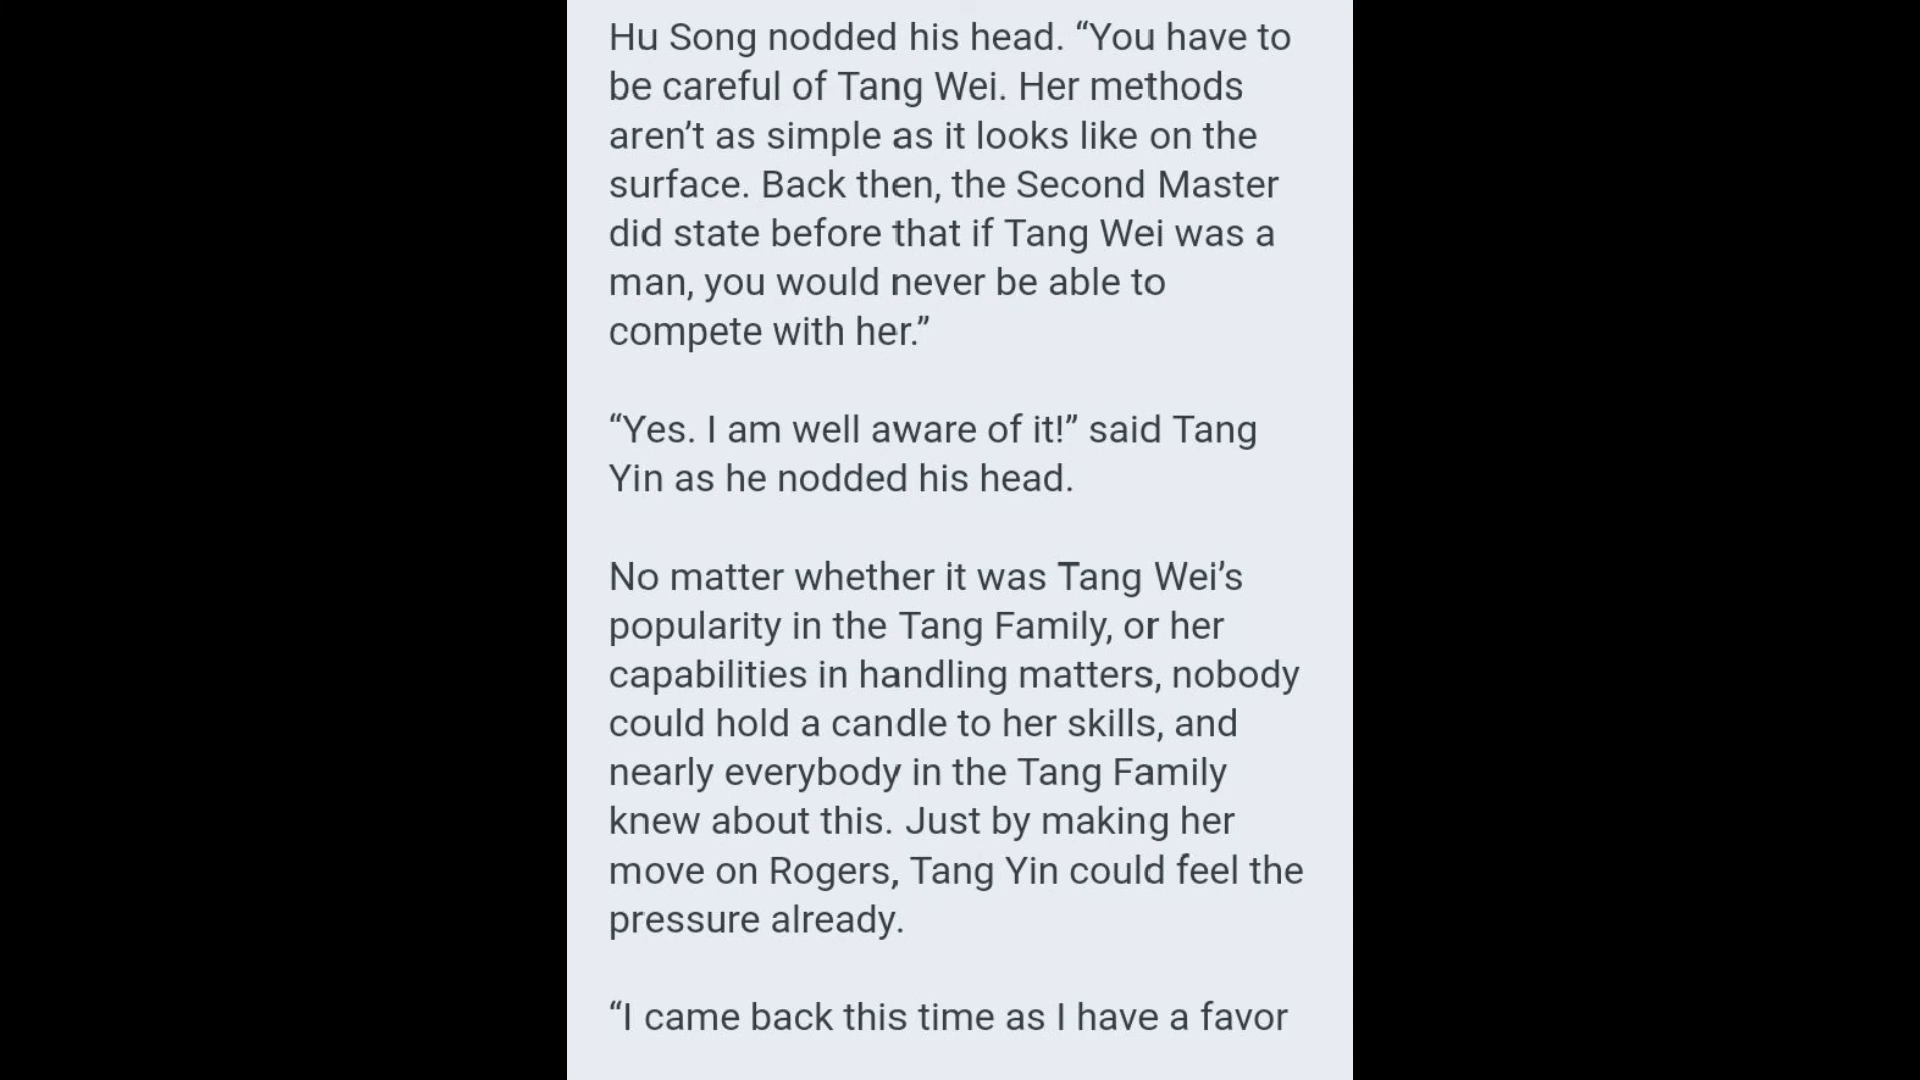 Hu Song nodded his head. “You have to
be careful of Tang Wei. Her methods
aren’t as simple as it looks like on the
surface. Back then, the Second Master
did state before that if Tang Wei was a
man, you would never be able to
compete with her.”
“Yes. I am well aware of it!” said Tang
Yin as he nodded his head.
No matter whether it was Tang Wei’s
popularity in the Tang Family, or her
capabilities in handling matters, nobody
could hold a candle to her skills, and
nearly everybody in the Tang Family
knew about this. Just by making her
move on Rogers, Tang Yin could feel the
pressure already.
“I came back this time as I have a favor